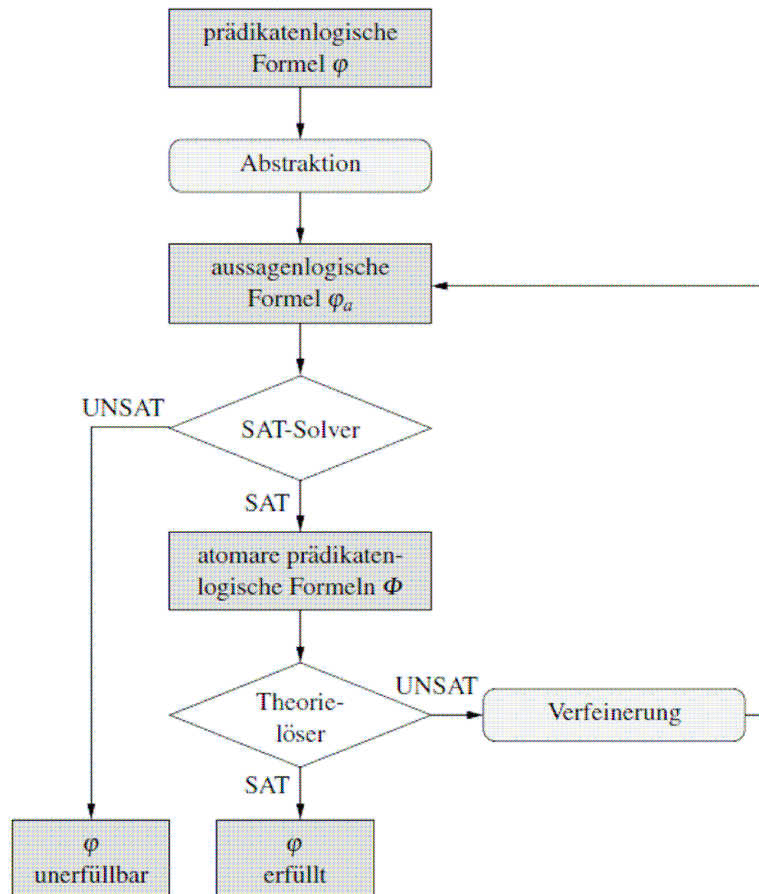 prädikatenlogische
Formel φ
Abstraktion
aussagenlogische
Formel φₐ
UNSAT
SAT-Solver
SAT
atomare prädikaten-
logische Formeln Φ
UNSAT
Theorie-
löser
Verfeinerung
SAT
φ
unerfüllbar
φ
erfüllt